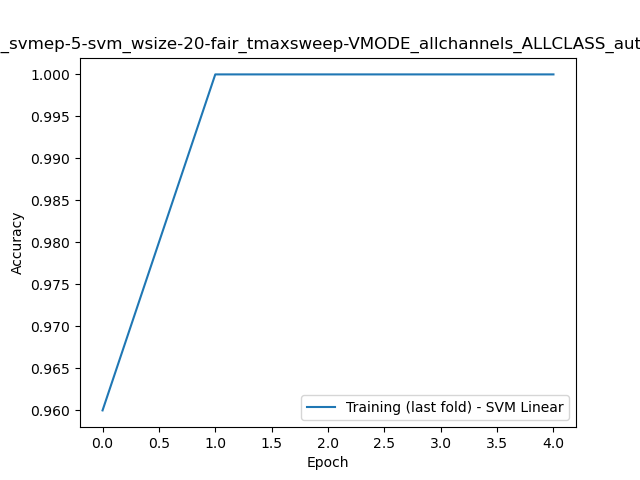 _svmep-5-svm_wsize-20-fair_tmaxsweep-VMODE_allchannels_ALLCLASS_aut
1.000
0.995
0.990
0.985
0.980
0.975
0.970
0.965
0.960
Accuracy
Training (last fold) - SVM Linear
0.0 0.5 1.0 1.5 2.0 2.5 3.0 3.5 4.0
Epoch